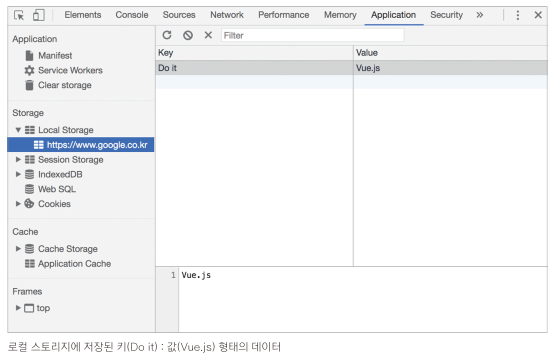 Elements Console Sources Network Performance Memory Application Security »
Application
Manifest
Service Workers
Clear storage
Storage
Local Storage
https://www.google.co.kr
Session Storage
IndexedDB
Web SQL
Cookies
Cache
Cache Storage
Application Cache
Frames
top
Filter
Key Value
Do it Vue.js
1 Vue.js
로컬 스토리지에 저장된 키(Do it) : 값(Vue.js) 형태의 데이터